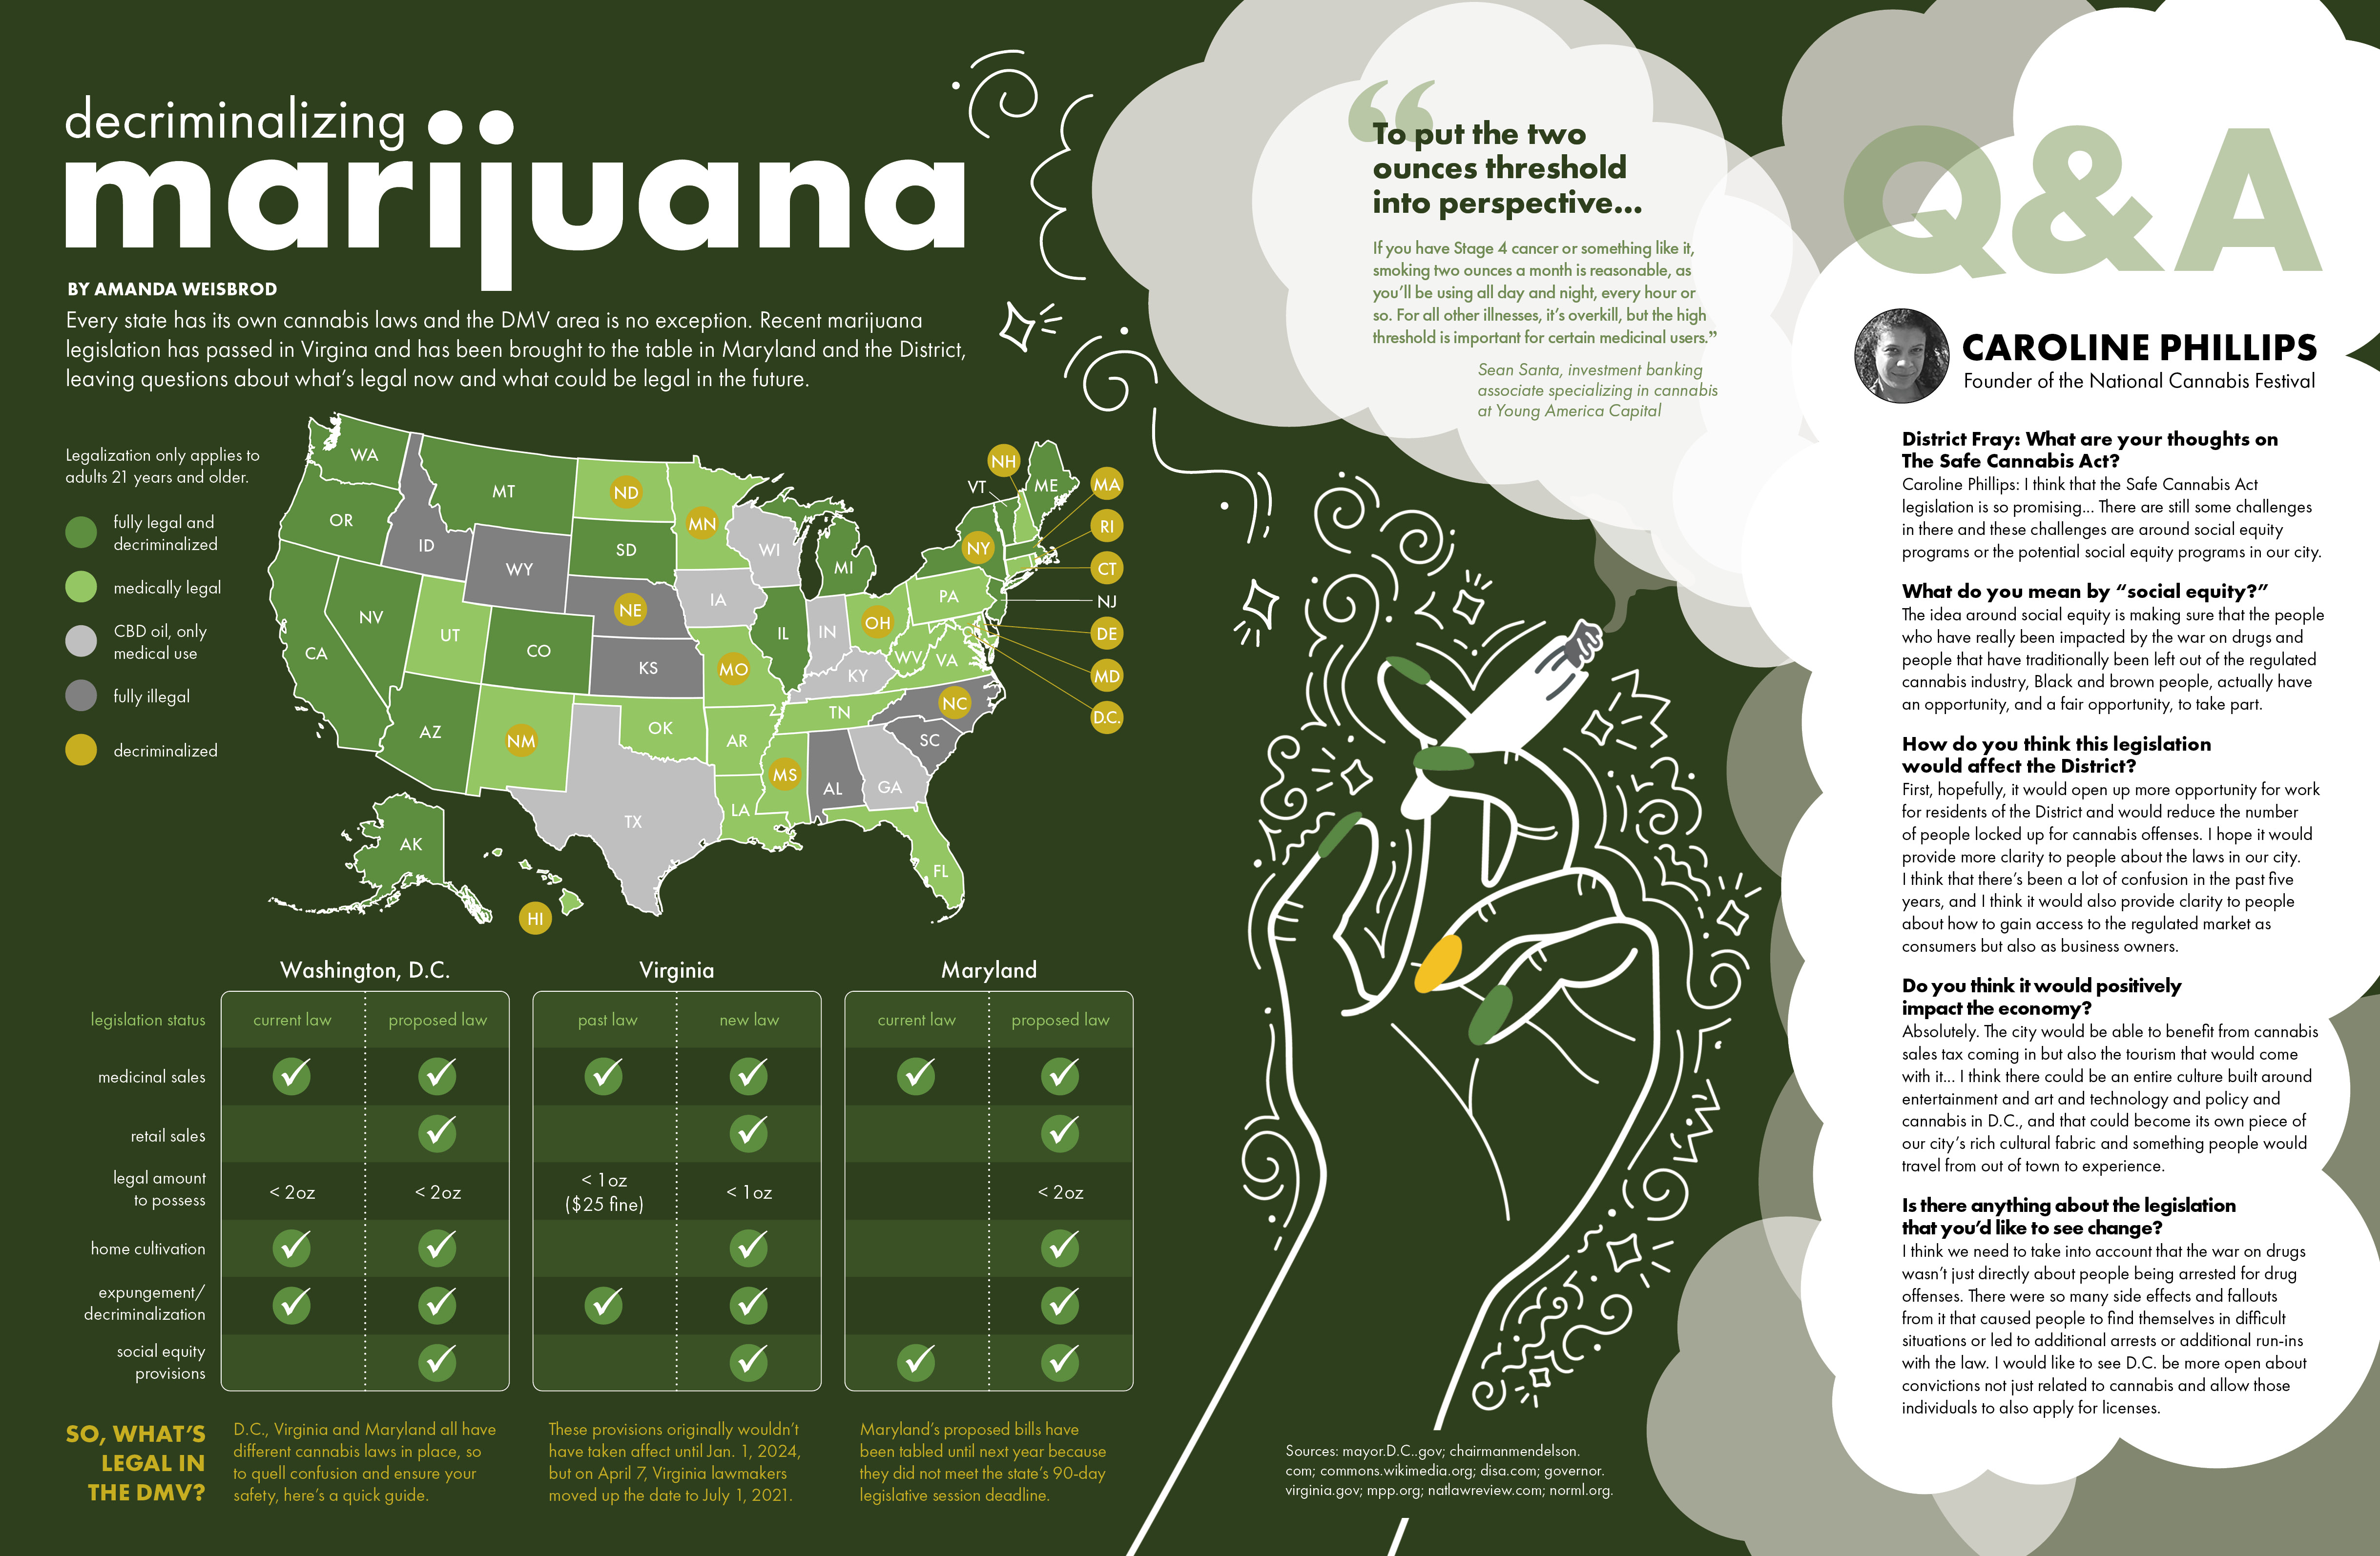 decriminalizing
marijuana
BY AMANDA WEISBROD
Every state has its own cannabis laws and the DMV area is no exception. Recent marijuana
legislation has passed in Virgina and has been brought to the table in Maryland and the District,
leaving questions about what's legal now and what could be legal in the future.
Legalization only applies to
adults 21 years and older.
fully legal and
decriminalized
medically legal
CBD oil, only
medical use
fully illegal
decriminalized
WA
OR
CA
NV
ID
MT
WY
UT
CO
AZ
NM
ND
SD
NE
KS
OK
TX
MN
IA
MO
AR
LA
WI
IL
MI
IN
OH
KY
TN
MS
AL
GA
FL
SC
NC
VA
WV
PA
NY
VT
NH
ME
MA
RI
CT
NJ
DE
MD
D.C.
AK
HI
Washington, D.C.
Virginia
Maryland
legislation status
current law
proposed law
past law
new law
current law
proposed law
medicinal sales
retail sales
legal amount
to possess
< 2oz
< 2oz
< 1oz
($25 fine)
< 1oz
< 2oz
home cultivation
expungement/
decriminalization
social equity
provisions
SO, WHAT'S
LEGAL IN
THE DMV?
D.C., Virginia and Maryland all have
different cannabis laws in place, so
to quell confusion and ensure your
safety, here's a quick guide.
These provisions originally wouldn't
have taken affect until Jan. 1, 2024,
but on April 7, Virginia lawmakers
moved up the date to July 1, 2021.
Maryland's proposed bills have
been tabled until next year because
they did not meet the state's 90-day
legislative session deadline.
“
To put the two
ounces threshold
into perspective...
If you have Stage 4 cancer or something like it,
smoking two ounces a month is reasonable, as
you'll be using all day and night, every hour or
so. For all other illnesses, it's overkill, but the high
threshold is important for certain medicinal users.”
Sean Santa, investment banking
associate specializing in cannabis
at Young America Capital
Sources: mayor.D.C..gov; chairmanmendelson.
com; commons.wikimedia.org; disa.com; governor.
virginia.gov; mpp.org; natlawreview.com; norml.org.
Q&A
CAROLINE PHILLIPS
Founder of the National Cannabis Festival
District Fray: What are your thoughts on
The Safe Cannabis Act?
Caroline Phillips: I think that the Safe Cannabis Act
legislation is so promising... There are still some challenges
in there and these challenges are around social equity
programs or the potential social equity programs in our city.
What do you mean by “social equity?”
The idea around social equity is making sure that the people
who have really been impacted by the war on drugs and
people that have traditionally been left out of the regulated
cannabis industry, Black and brown people, actually have
an opportunity, and a fair opportunity, to take part.
How do you think this legislation
would affect the District?
First, hopefully, it would open up more opportunity for work
for residents of the District and would reduce the number
of people locked up for cannabis offenses. I hope it would
provide more clarity to people about the laws in our city.
I think that there's been a lot of confusion in the past five
years, and I think it would also provide clarity to people
about how to gain access to the regulated market as
consumers but also as business owners.
Do you think it would positively
impact the economy?
Absolutely. The city would be able to benefit from cannabis
sales tax coming in but also the tourism that would come
with it... I think there could be an entire culture built around
entertainment and art and technology and policy and
cannabis in D.C., and that could become its own piece of
our city's rich cultural fabric and something people would
travel from out of town to experience.
Is there anything about the legislation
that you'd like to see change?
I think we need to take into account that the war on drugs
wasn't just directly about people being arrested for drug
offenses. There were so many side effects and fallouts
from it that caused people to find themselves in difficult
situations or led to additional arrests or additional run-ins
with the law. I would like to see D.C. be more open about
convictions not just related to cannabis and allow those
individuals to also apply for licenses.